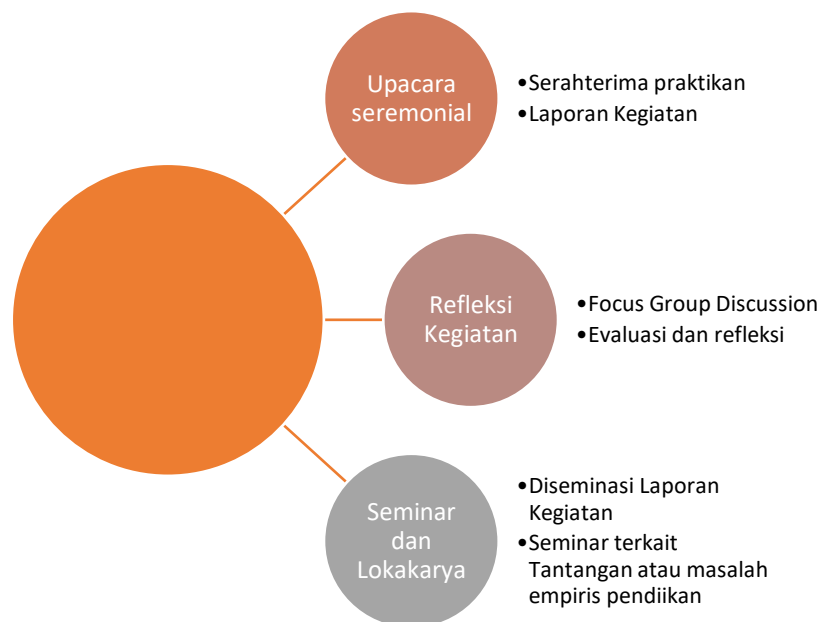 Upacara
seremonial
•Serahterima praktikan
•Laporan Kegiatan
Refleksi
Kegiatan
•Focus Group Discussion
•Evaluasi dan refleksi
Seminar
dan
Lokakarya
•Diseminasi Laporan
Kegiatan
•Seminar terkait
Tantangan atau masalah
empiris pendiikan